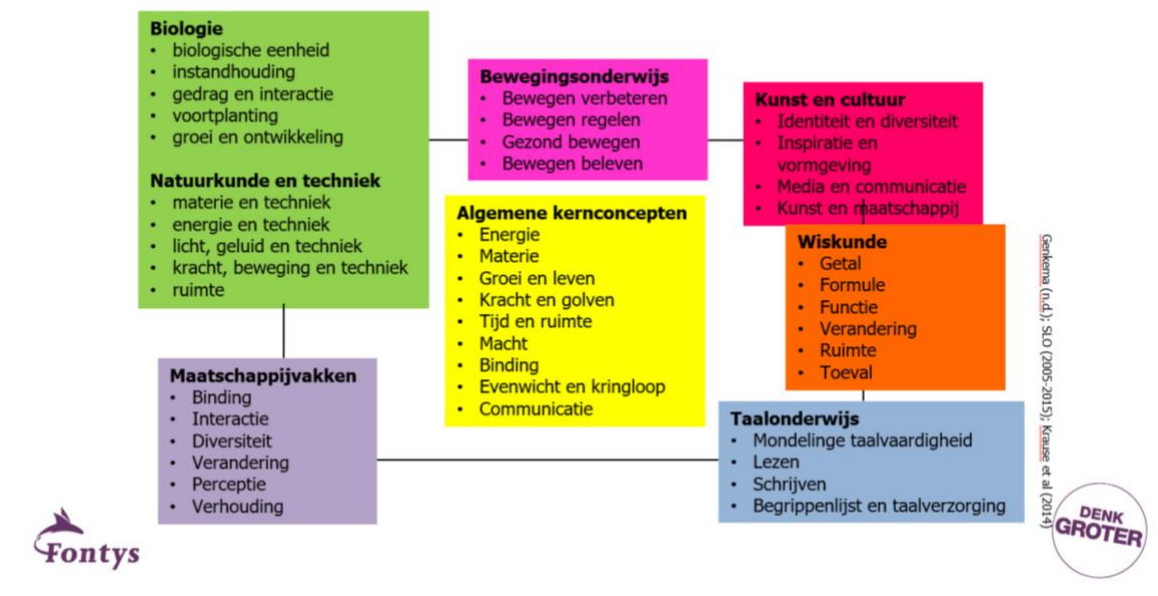 Biologie
• biologische eenheid
• instandhouding
• gedrag en interactie
• voortplanting
• groei en ontwikkeling
Natuurkunde en techniek
• materie en techniek
• energie en techniek
• licht, geluid en techniek
• kracht, beweging en techniek
• ruimte
Bewegingsonderwijs
• Bewegen verbeteren
• Bewegen regelen
• Gezond bewegen
• Bewegen beleven
Kunst en cultuur
• Identiteit en diversiteit
• Inspiratie en
vormgeving
• Media en communicatie
• Kunst en maatschappij
Algemene kernconcepten
• Energie
• Materie
• Groei en leven
• Kracht en golven
• Tijd en ruimte
• Macht
• Binding
• Evenwicht en kringloop
• Communicatie
Wiskunde
• Getal
• Formule
• Functie
• Verandering
• Ruimte
• Toeval
Maatschappijvakken
• Binding
• Interactie
• Diversiteit
• Verandering
• Perceptie
• Verhouding
Taalonderwijs
• Mondelinge taalvaardigheid
• Lezen
• Schrijven
• Begrippenlijst en taalverzorging
Genkema (n.d.); SLO (2005-2015); Krause et al (2014)
Fontys
DENK
GROTER